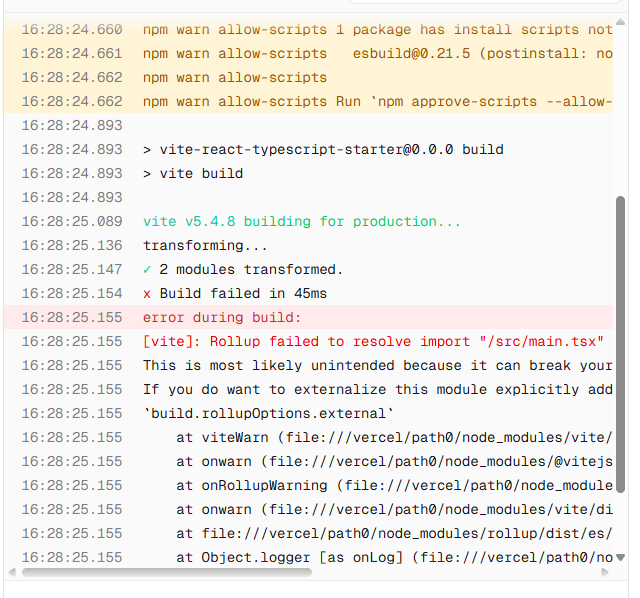 16:28:24.660 npm warn allow-scripts 1 package has install scripts not
16:28:24.661 npm warn allow-scripts   esbuild@0.21.5 (postinstall: no
16:28:24.662 npm warn allow-scripts
16:28:24.662 npm warn allow-scripts Run `npm approve-scripts --allow-
16:28:24.893
16:28:24.893 > vite-react-typescript-starter@0.0.0 build
16:28:24.893 > vite build
16:28:24.893
16:28:25.089 vite v5.4.8 building for production...
16:28:25.136 transforming...
16:28:25.147 ✓ 2 modules transformed.
16:28:25.154 x Build failed in 45ms
16:28:25.155 error during build:
16:28:25.155 [vite]: Rollup failed to resolve import "/src/main.tsx"
16:28:25.155 This is most likely unintended because it can break your
16:28:25.155 If you do want to externalize this module explicitly add
16:28:25.155 `build.rollupOptions.external`
16:28:25.155     at viteWarn (file:///vercel/path0/node_modules/vite/
16:28:25.155     at onwarn (file:///vercel/path0/node_modules/@vitejs
16:28:25.155     at onRollupWarning (file:///vercel/path0/node_module
16:28:25.155     at onwarn (file:///vercel/path0/node_modules/vite/di
16:28:25.155     at file:///vercel/path0/node_modules/rollup/dist/es/
16:28:25.155     at Object.logger [as onLog] (file:///vercel/path0/no